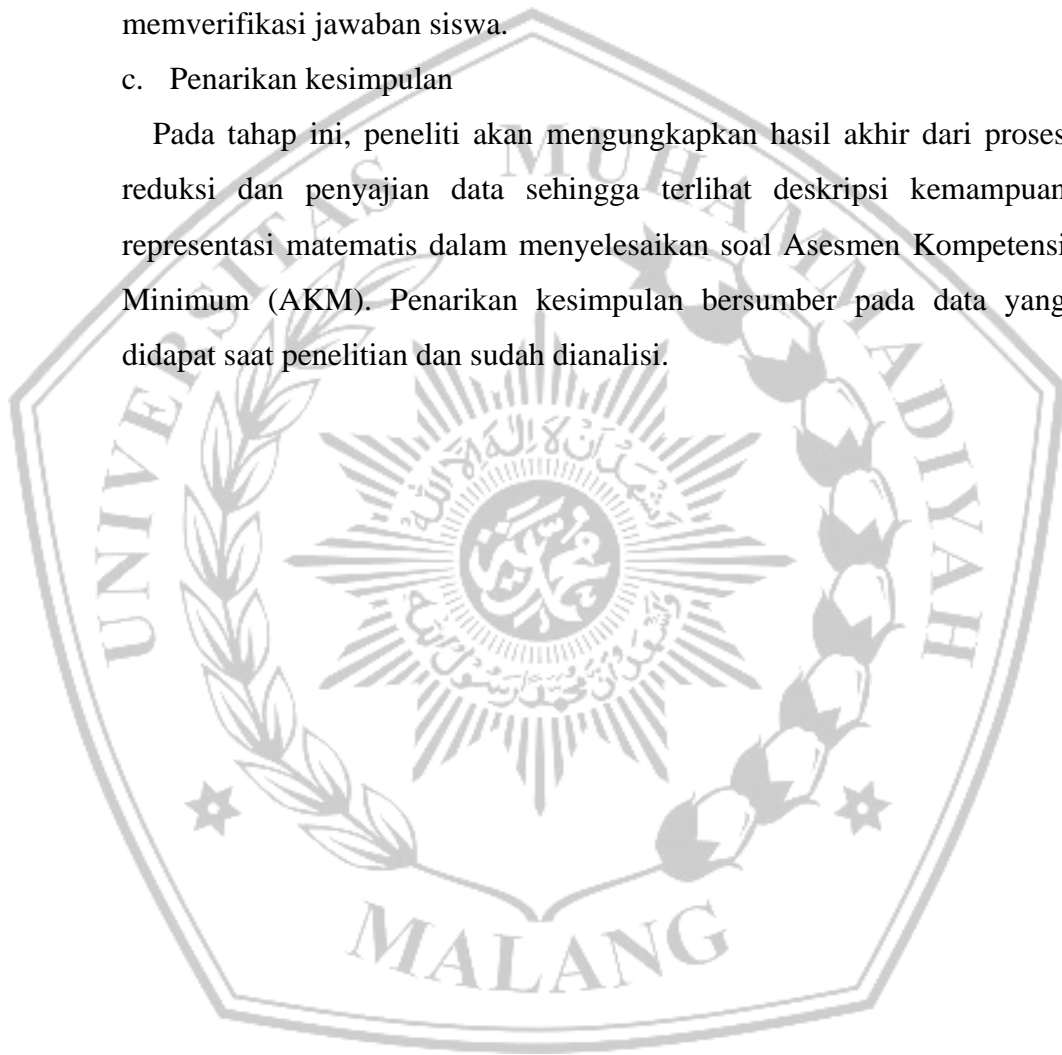 memverifikasi jawaban siswa.
c. Penarikan kesimpulan
Pada tahap ini, peneliti akan mengungkapkan hasil akhir dari proses
reduksi dan penyajian data sehingga terlihat deskripsi kemampuan
representasi matematis dalam menyelesaikan soal Asesmen Kompetensi
Minimum (AKM). Penarikan kesimpulan bersumber pada data yang
didapat saat penelitian dan sudah dianalisi.
UNIVERSITAS MUHAMMADIYAH
MALANG